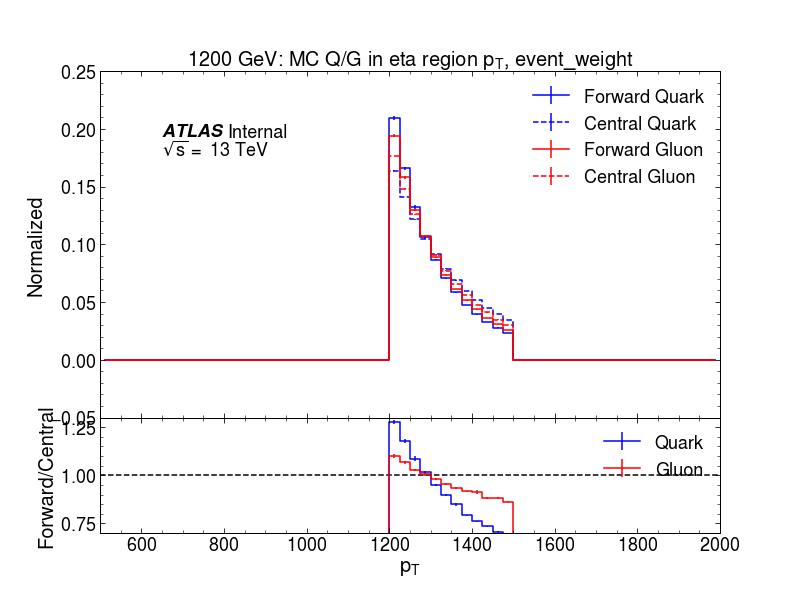 1200 GeV: MC Q/G in eta region pT, event_weight
0.25
0.20
0.15
0.10
0.05
0.00
0.05
Normalized
ATLAS Internal
√s = 13 TeV
Forward Quark
Central Quark
Forward Gluon
Central Gluon
1.25
1.00
0.75
Forward/Central
Quark
Gluon
600 800 1000 1200 1400 1600 1800 2000
pT